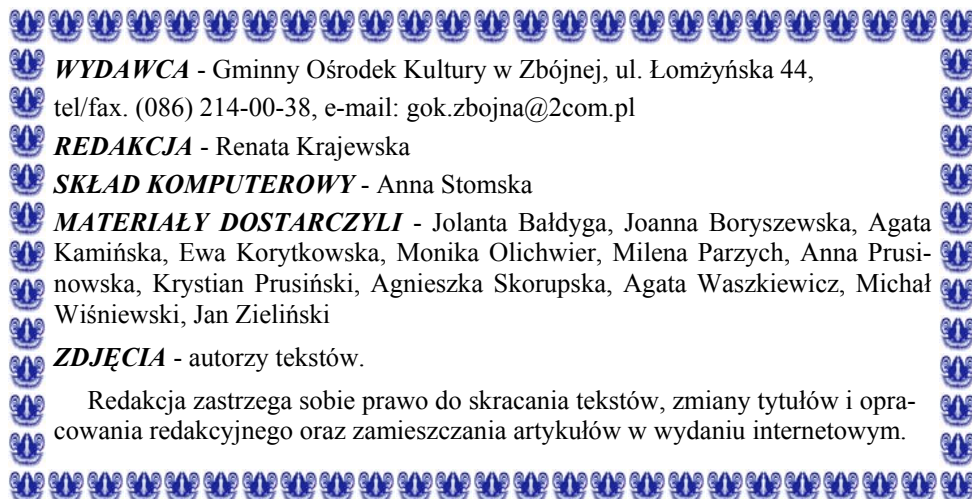 WYDAWCA - Gminny Ośrodek Kultury w Zbójnej, ul. Łomżyńska 44,
tel/fax. (086) 214-00-38, e-mail: gok.zbojna@2com.pl
REDAKCJA - Renata Krajewska
SKŁAD KOMPUTEROWY - Anna Stomska
MATERIAŁY DOSTARCZYLI - Jolanta Bałdyga, Joanna Boryszewska, Agata
Kamińska, Ewa Korytkowska, Monika Olichwier, Milena Parzych, Anna Prusi-
nowska, Krystian Prusiński, Agnieszka Skorupska, Agata Waszkiewicz, Michał
Wiśniewski, Jan Zieliński
ZDJĘCIA - autorzy tekstów.
Redakcja zastrzega sobie prawo do skracania tekstów, zmiany tytułów i opra-
cowania redakcyjnego oraz zamieszczania artykułów w wydaniu internetowym.